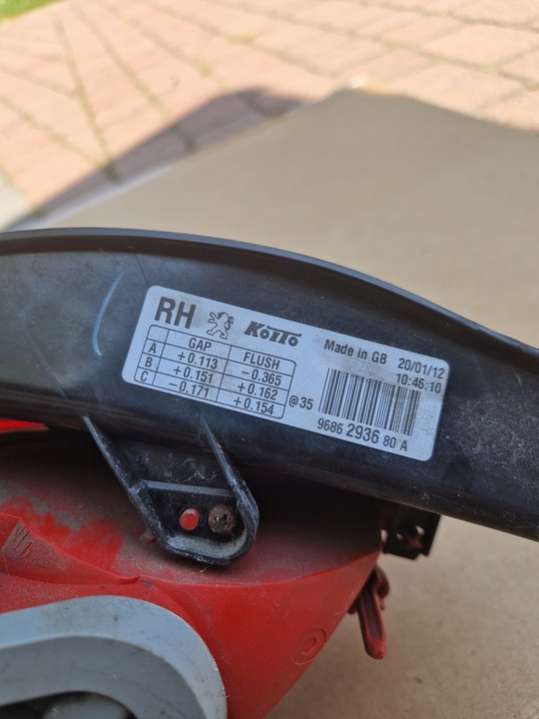 RH KOITO Made in GB 20/01/12
10:46:10
GAP FLUSH
A +0.113 -0.365
B +0.151 +0.162
C -0.171 +0.154
@35
9686 2936 80 A